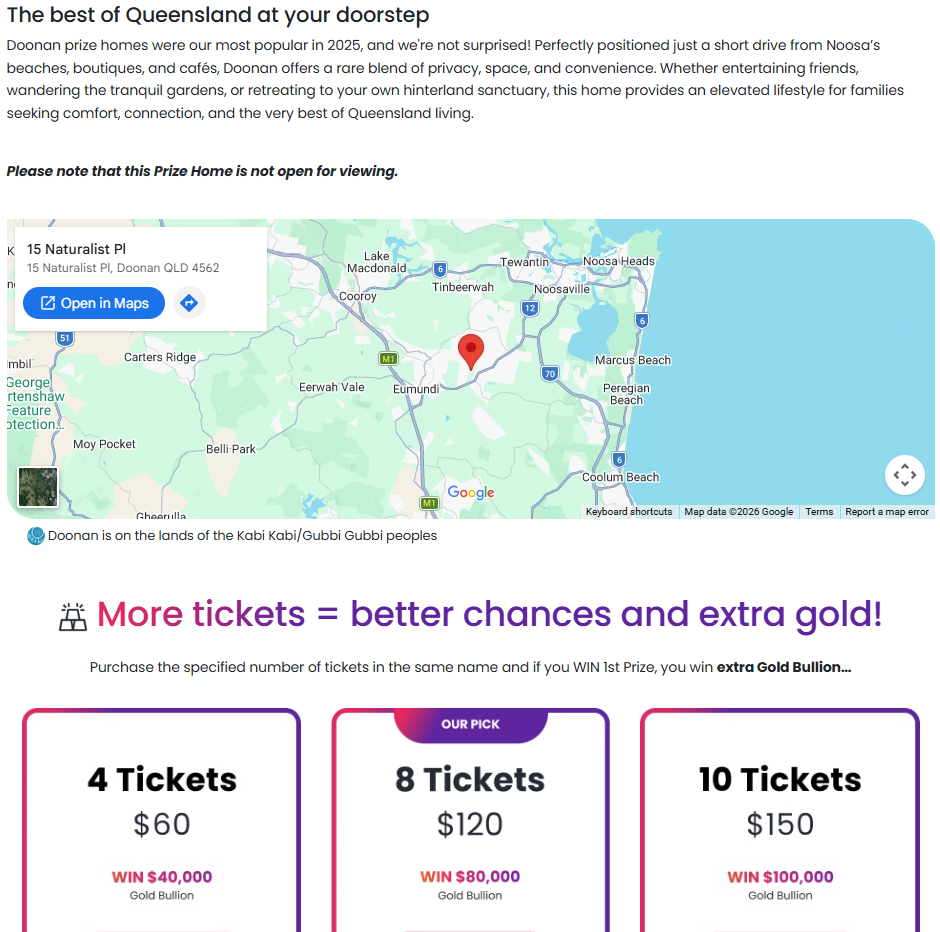 The best of Queensland at your doorstep
Doonan prize homes were our most popular in 2025, and we're not surprised! Perfectly positioned just a short drive from Noosa’s
beaches, boutiques, and cafés, Doonan offers a rare blend of privacy, space, and convenience. Whether entertaining friends,
wandering the tranquil gardens, or retreating to your own hinterland sanctuary, this home provides an elevated lifestyle for families
seeking comfort, connection, and the very best of Queensland living.
Please note that this Prize Home is not open for viewing.
15 Naturalist Pl
15 Naturalist Pl, Doonan QLD 4562
Open in Maps
Lake
Macdonald
6
Tewantin
Noosa Heads
Tinbeerwah
Noosaville
Cooroy
12
6
51
Carters Ridge
M1
Marcus Beach
70
Eerwah Vale
Eumundi
Peregian
Beach
George
Feature
Moy Pocket
Belli Park
6
Coolum Beach
Google
M1
Gheerulla
Keyboard shortcuts
Map data ©2026 Google
Terms
Report a map error
Doonan is on the lands of the Kabi Kabi/Gubbi Gubbi peoples
More tickets = better chances and extra gold!
Purchase the specified number of tickets in the same name and if you WIN 1st Prize, you win extra Gold Bullion...
4 Tickets
$60
WIN $40,000
Gold Bullion
OUR PICK
8 Tickets
$120
WIN $80,000
Gold Bullion
10 Tickets
$150
WIN $100,000
Gold Bullion